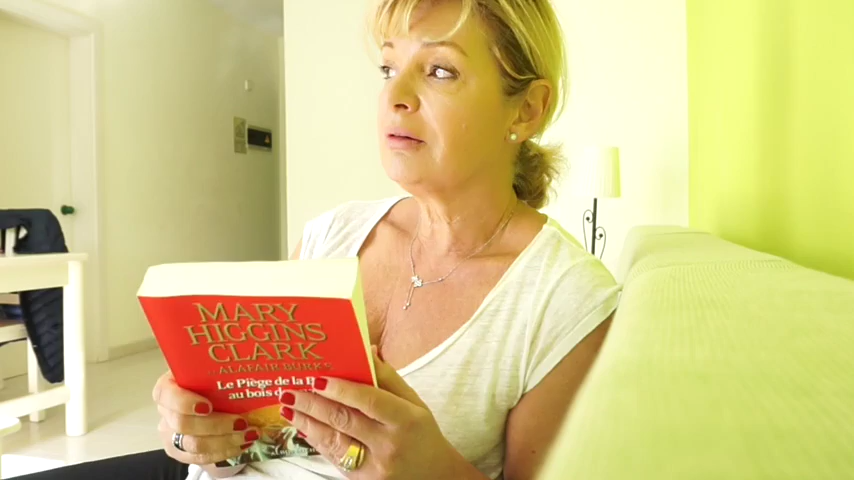 MARY
HIGGINS
CLARK
ALAFAIR BURKE
Le Piège de la
au bois